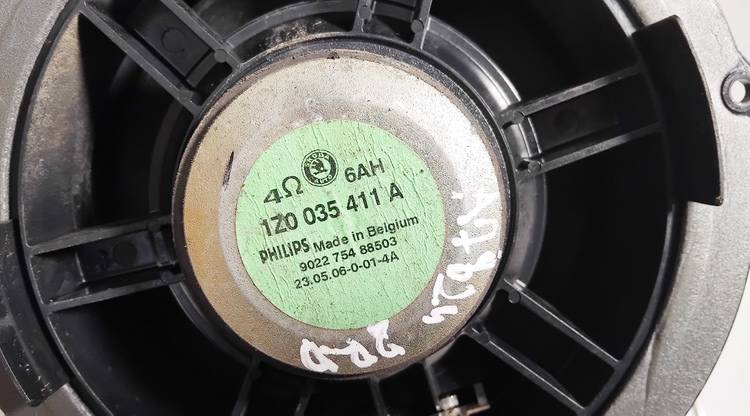 4Ω 6AH
1Z0 035 411 A
PHILIPS Made in Belgium
9022 754 88503
23.05.06-0-01-4A